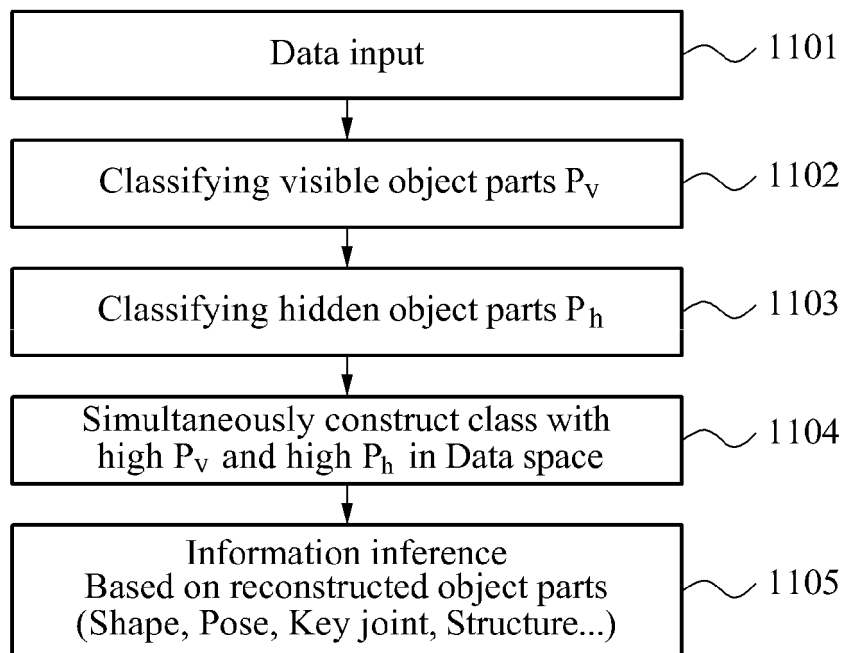 Data input
1101
Classifying visible object parts Pv
1102
Classifying hidden object parts Ph
1103
Simultaneously construct class with
high Pv and high Ph in Data space
1104
Information inference
Based on reconstructed object parts
(Shape, Pose, Key joint, Structure...)
1105